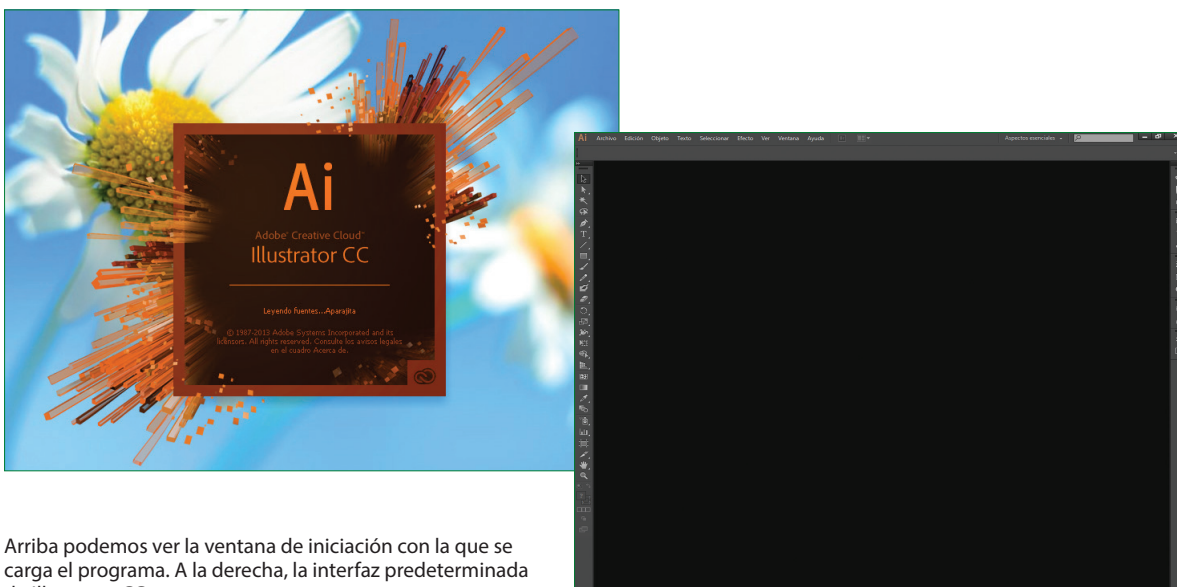 Ai
Adobe® Creative Cloud™
Illustrator CC
Leyendo fuentes...Aparajita
© 1987-2013 Adobe Systems Incorporated and its
licensors. All rights reserved. Consulte los avisos legales
en el cuadro Acerca de.
Ai Archivo Edición Objeto Texto Seleccionar Efecto Ver Ventana Ayuda Aspectos esenciales
Arriba podemos ver la ventana de iniciación con la que se
carga el programa. A la derecha, la interfaz predeterminada